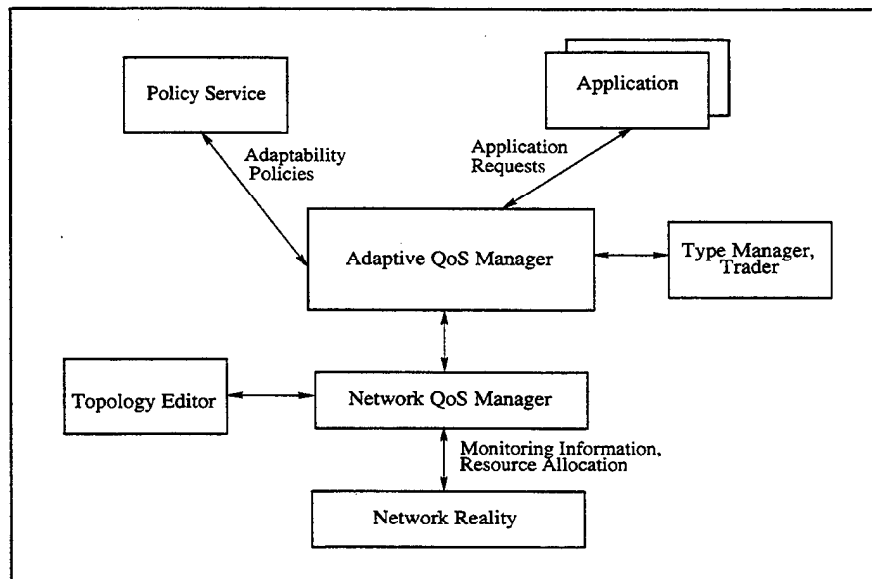 Policy Service
Application
Adaptability
Policies
Application
Requests
Adaptive QoS Manager
Type Manager,
Trader
Topology Editor
Network QoS Manager
Monitoring Information,
Resource Allocation
Network Reality